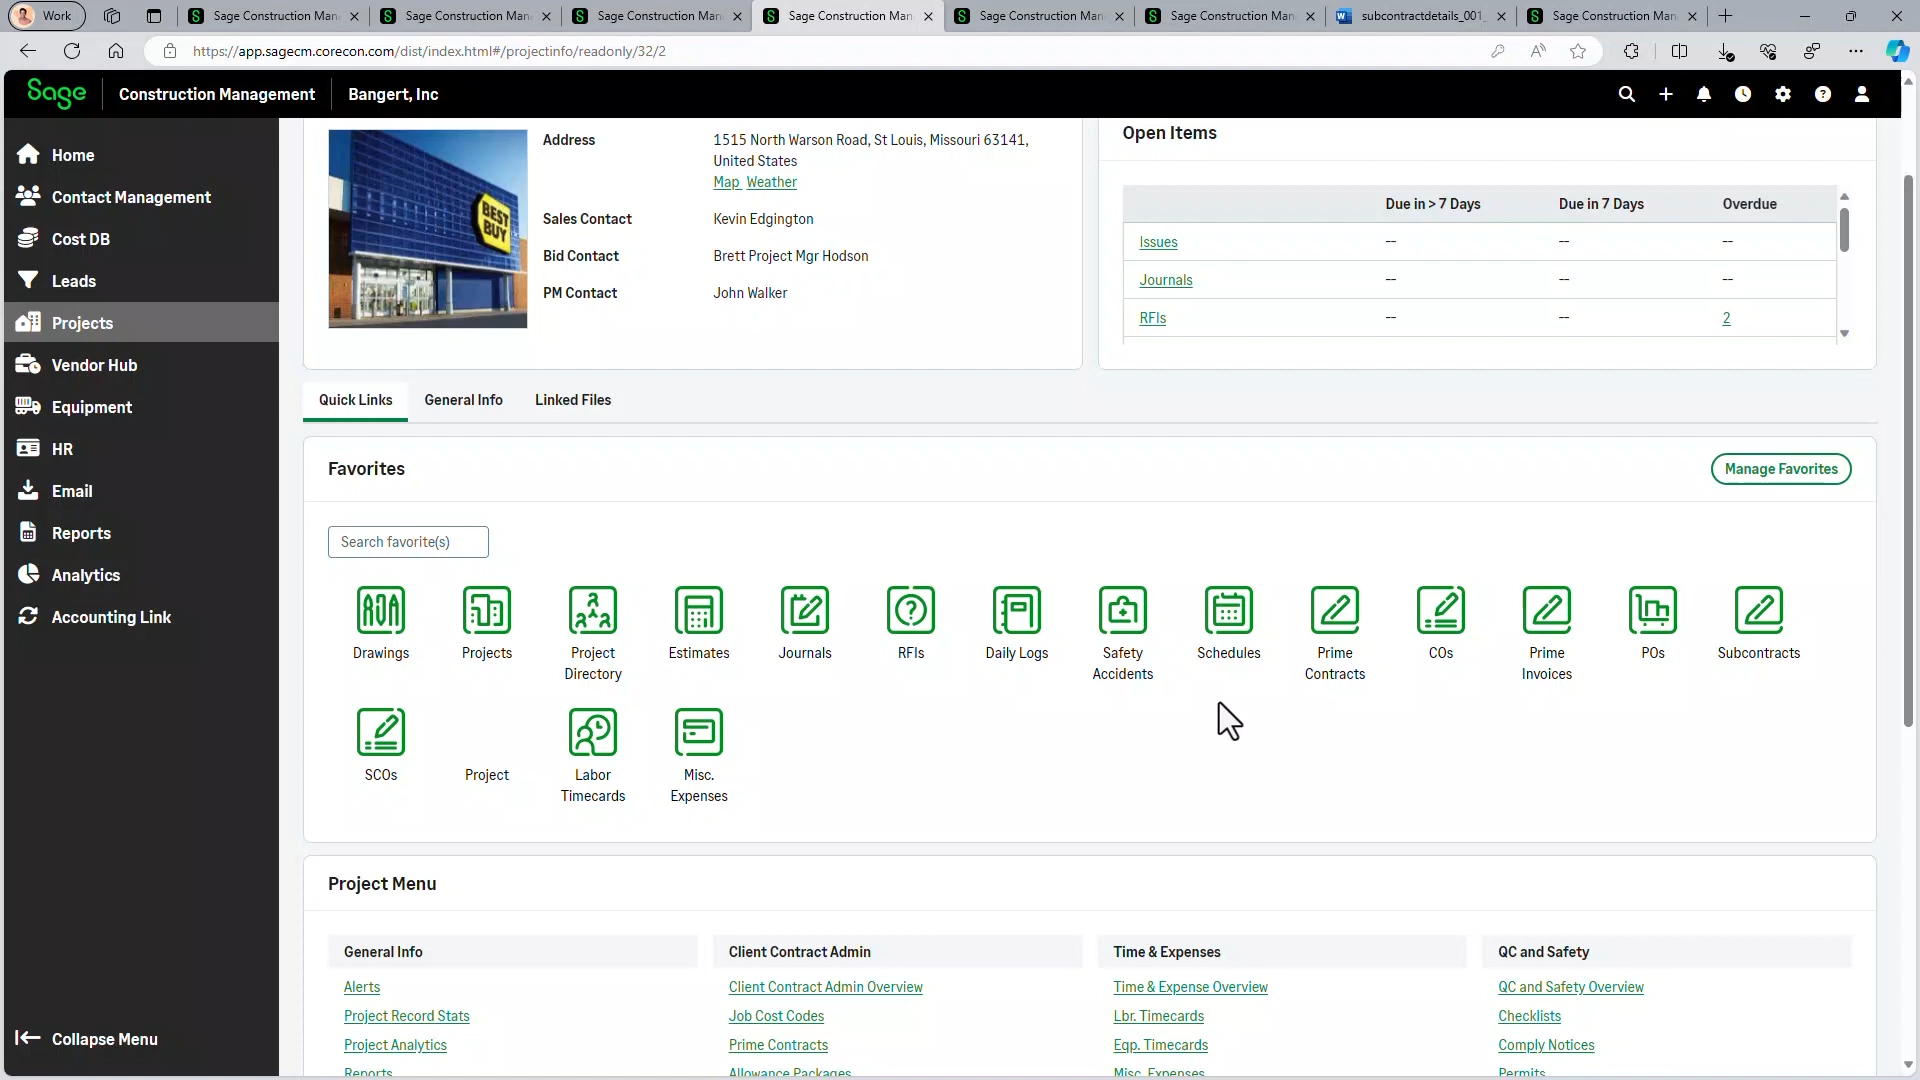 Work
Sage Construction Man
Sage Construction Man
Sage Construction Man
Sage Construction Man
Sage Construction Man
Sage Construction Man
subcontractdetails_001_
Sage Construction Man
https://app.sagecm.corecon.com/dist/index.html#/projectinfo/readonly/32/2
Sage
Construction Management
Bangert, Inc
Home
Contact Management
Cost DB
Leads
Projects
Vendor Hub
Equipment
HR
Email
Reports
Analytics
Accounting Link
Collapse Menu
BEST
BUY
Address
1515 North Warson Road, St Louis, Missouri 63141,
United States
Map Weather
Sales Contact
Kevin Edgington
Bid Contact
Brett Project Mgr Hodson
PM Contact
John Walker
Open Items
Due in > 7 Days
Due in 7 Days
Overdue
Issues
--
--
--
Journals
--
--
--
RFIs
--
--
2
Quick Links
General Info
Linked Files
Favorites
Manage Favorites
Search favorite(s)
Drawings
Projects
Project
Directory
Estimates
Journals
RFIs
Daily Logs
Safety
Accidents
Schedules
Prime
Contracts
COs
Prime
Invoices
POs
Subcontracts
SCOs
Project
Labor
Timecards
Misc.
Expenses
Project Menu
General Info
Alerts
Project Record Stats
Project Analytics
Reports
Client Contract Admin
Client Contract Admin Overview
Job Cost Codes
Prime Contracts
Allowance Packages
Time & Expenses
Time & Expense Overview
Lbr. Timecards
Eqp. Timecards
Misc. Expenses
QC and Safety
QC and Safety Overview
Checklists
Comply Notices
Permits